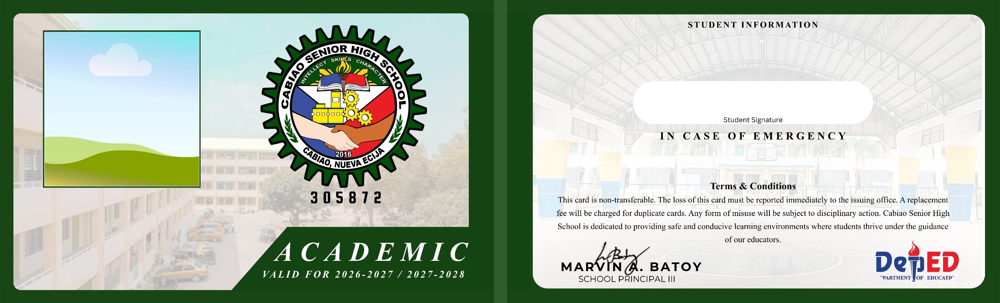 CABIAO SENIOR HIGH SCHOOL
INTELLECT SKILLS CHARACTER
2016
CABIAO, NUEVA ECIJA
305872
ACADEMIC
VALID FOR 2026-2027 / 2027-2028
STUDENT INFORMATION
Student Signature
IN CASE OF EMERGENCY
Terms & Conditions
This card is non-transferable. The loss of this card must be reported immediately to the issuing office. A replacement
fee will be charged for duplicate cards. Any form of misuse will be subject to disciplinary action. Cabiao Senior High
School is dedicated to providing safe and conducive learning environments where students thrive under the guidance
of our educators.
MARVIN A. BATOY
SCHOOL PRINCIPAL III
DepED
PARTMENT OF EDUCATIC